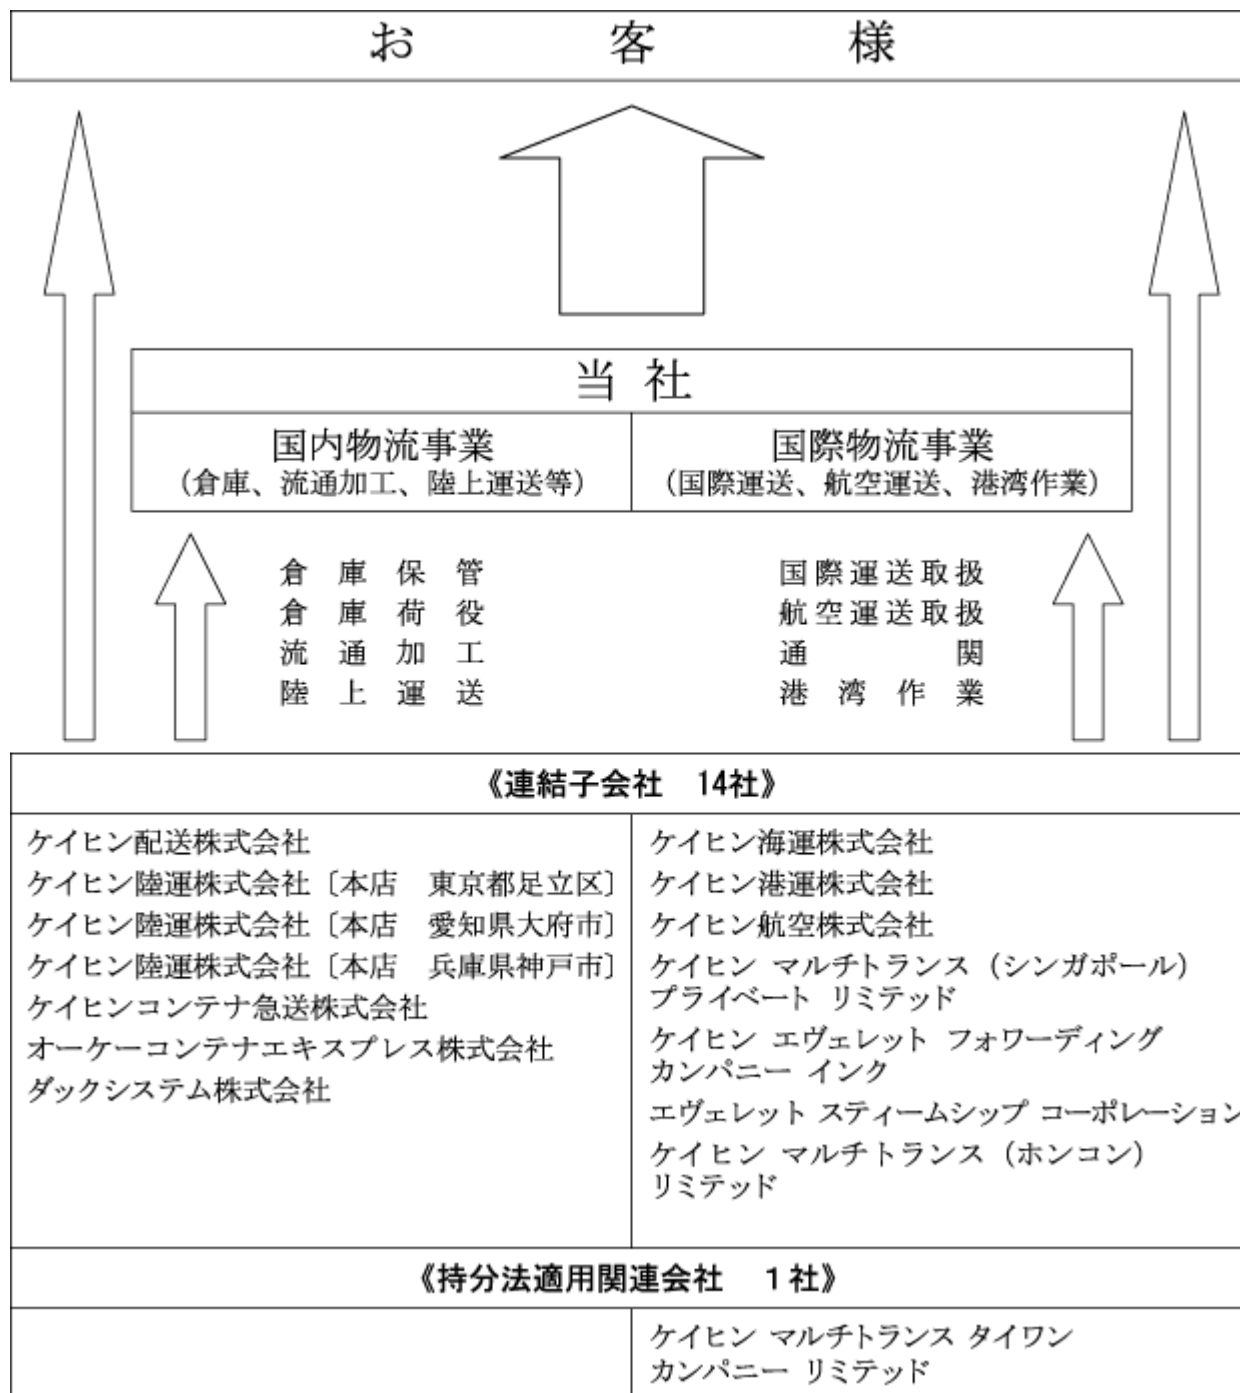 お客様
当社
国内物流事業
（倉庫、流通加工、陸上運送等）
国際物流事業
（国際運送、航空運送、港湾作業）
倉庫保管
倉庫荷役
流通加工
陸上運送
国際運送取扱
航空運送取扱
通関
港湾作業
《連結子会社　14社》
ケイヒン配送株式会社
ケイヒン陸運株式会社〔本店　東京都足立区〕
ケイヒン陸運株式会社〔本店　愛知県大府市〕
ケイヒン陸運株式会社〔本店　兵庫県神戸市〕
ケイヒンコンテナ急送株式会社
オーケーコンテナエキスプレス株式会社
ダックシステム株式会社
ケイヒン海運株式会社
ケイヒン港運株式会社
ケイヒン航空株式会社
ケイヒン マルチトランス（シンガポール）
プライベート リミテッド
ケイヒン エヴェレット フォワーディング
カンパニー インク
エヴェレット スティームシップ コーポレーション
ケイヒン マルチトランス（ホンコン）
リミテッド
《持分法適用関連会社　１社》
ケイヒン マルチトランス タイワン
カンパニー リミテッド